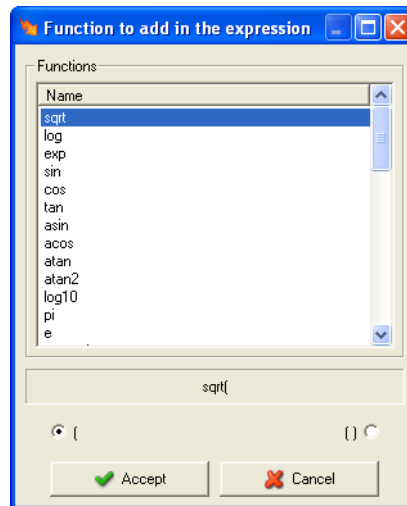 Function to add in the expression
Functions
Name
sqrt
log
exp
sin
cos
tan
asin
acos
atan
atan2
log10
pi
e
sqrt(
( ()
Accept Cancel